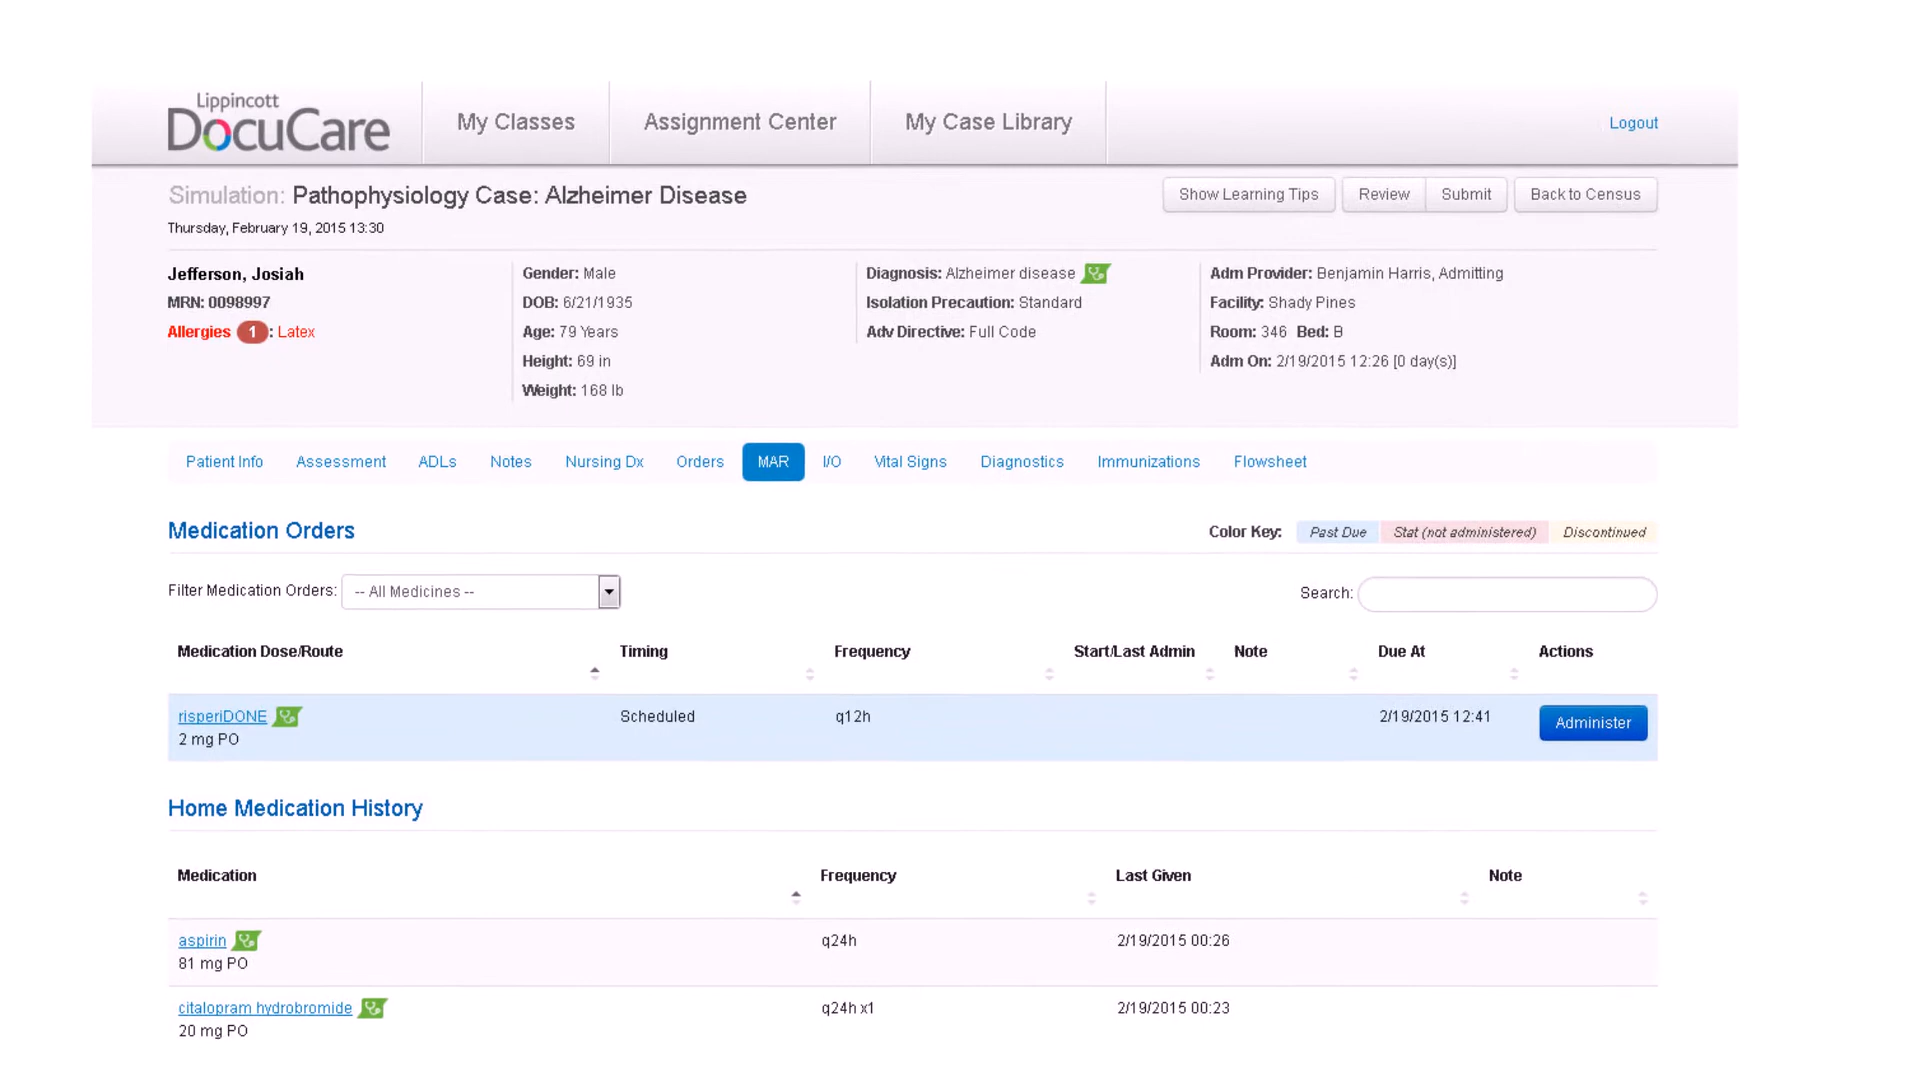 Lippincott
DocuCare
My Classes
Assignment Center
My Case Library
Logout
Simulation: Pathophysiology Case: Alzheimer Disease
Show Learning Tips
Review
Submit
Back to Census
Thursday, February 19, 2015 13:30
Jefferson, Josiah
MRN: 0098997
Allergies 1 : Latex
Gender: Male
DOB: 6/21/1935
Age: 79 Years
Height: 69 in
Weight: 168 lb
Diagnosis: Alzheimer disease
Isolation Precaution: Standard
Adv Directive: Full Code
Adm Provider: Benjamin Harris, Admitting
Facility: Shady Pines
Room: 346 Bed: B
Adm On: 2/19/2015 12:26 [0 day(s)]
Patient Info Assessment ADLs Notes Nursing Dx Orders MAR I/O Vital Signs Diagnostics Immunizations Flowsheet
Medication Orders
Color Key: Past Due Stat (not administered) Discontinued
Filter Medication Orders: -- All Medicines --
Search:
Medication Dose/Route Timing Frequency Start/Last Admin Note Due At Actions
risperiDONE Scheduled q12h 2/19/2015 12:41 Administer
2 mg PO
Home Medication History
Medication Frequency Last Given Note
aspirin q24h 2/19/2015 00:26
81 mg PO
citalopram hydrobromide q24h x1 2/19/2015 00:23
20 mg PO